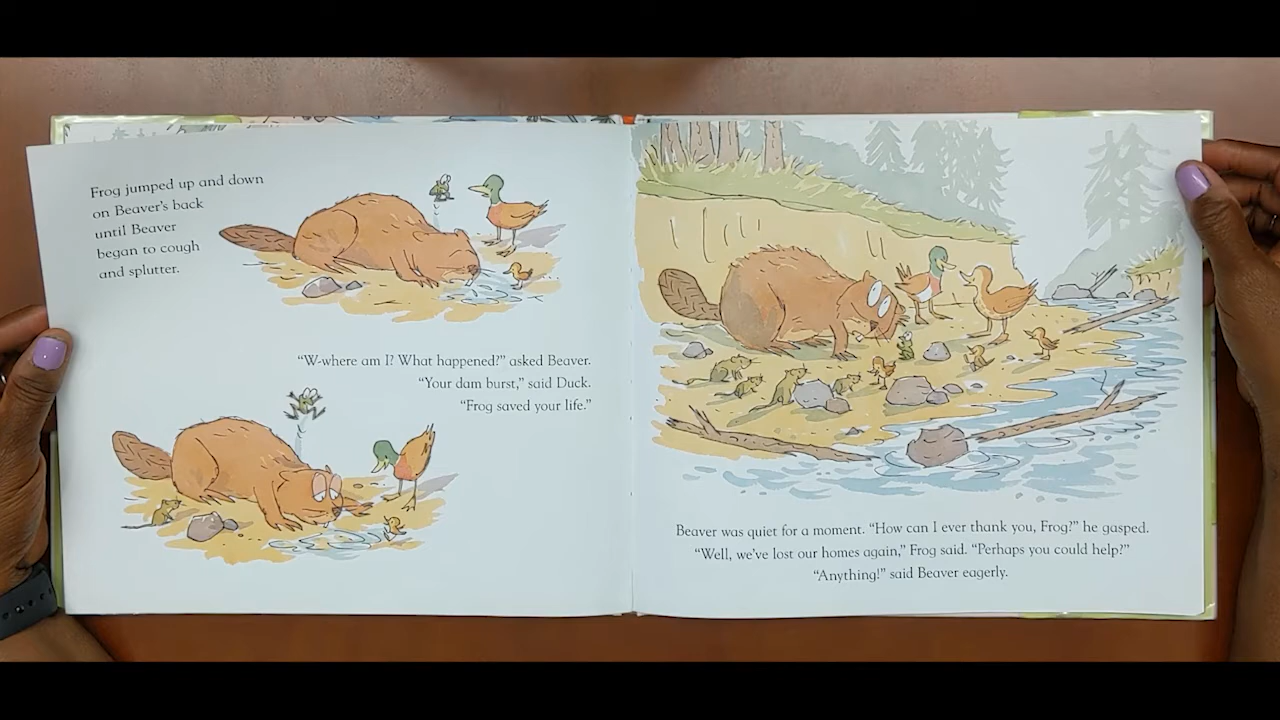 Frog jumped up and down
on Beaver's back
until Beaver
began to cough
and splutter.
"W-where am I? What happened?" asked Beaver.
"Your dam burst," said Duck.
"Frog saved your life."
Beaver was quiet for a moment. "How can I ever thank you, Frog?" he gasped.
"Well, we've lost our homes again," Frog said. "Perhaps you could help?"
"Anything!" said Beaver eagerly.